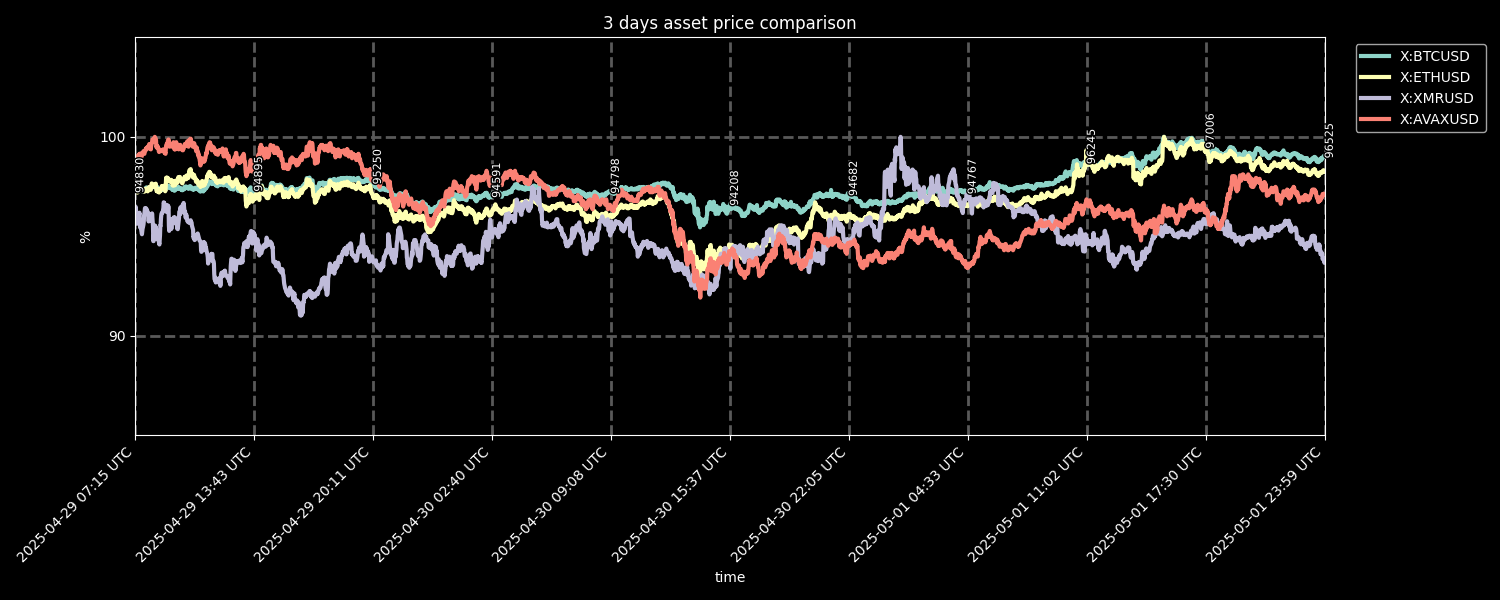 3 days asset price comparison
X:BTCUSD
X:ETHUSD
X:XMRUSD
X:AVAXUSD
100
90
%
94830
94895
95250
94591
94798
94208
94682
94767
96245
97006
96525
2025-04-29 07:15 UTC
2025-04-29 13:43 UTC
2025-04-29 20:11 UTC
2025-04-30 02:40 UTC
2025-04-30 09:08 UTC
2025-04-30 15:37 UTC
2025-04-30 22:05 UTC
2025-05-01 04:33 UTC
2025-05-01 11:02 UTC
2025-05-01 17:30 UTC
2025-05-01 23:59 UTC
time